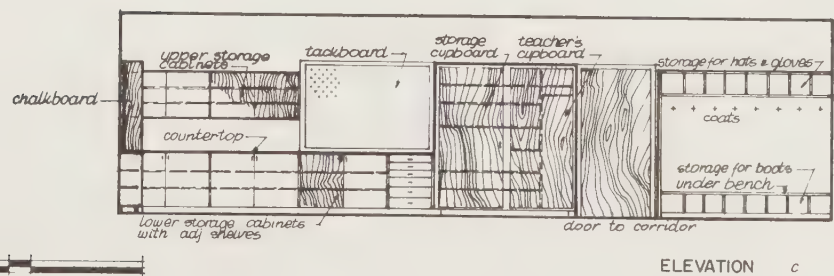 chalkboard
upper storage
cabinets
countertop
tackboard
storage
cupboard
teacher's
cupboard
storage for hats & gloves
coats
storage for boots
under bench
lower storage cabinets
with adj shelves
door to corridor
ELEVATION c